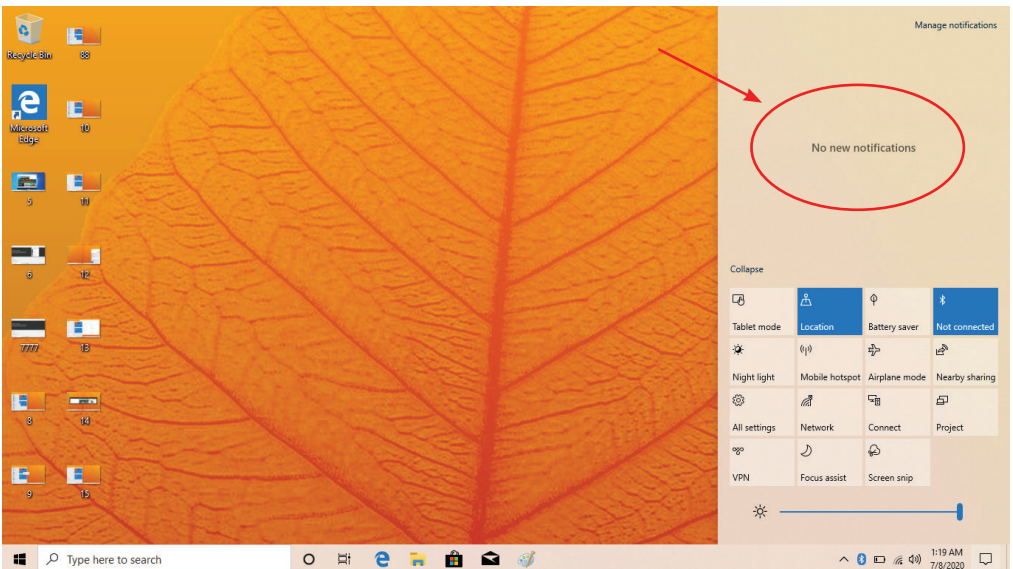 Recycle Bin
88
Microsoft
Edge
10
5
11
6
12
7777
13
8
14
9
15
Manage notifications
No new notifications
Collapse
Tablet mode
Location
Battery saver
Not connected
Night light
Mobile hotspot
Airplane mode
Nearby sharing
All settings
Network
Connect
Project
VPN
Focus assist
Screen snip
Type here to search
1:19 AM
7/8/2020